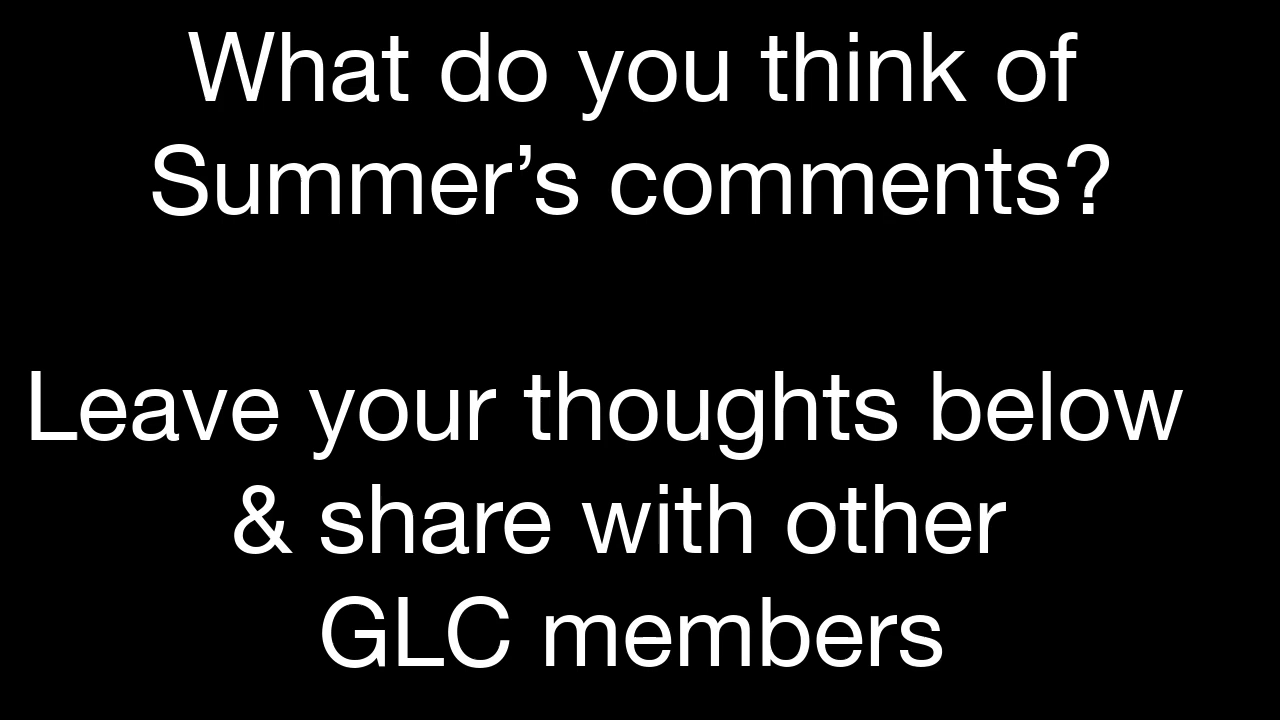 What do you think of
Summer’s comments?
Leave your thoughts below
& share with other
GLC members